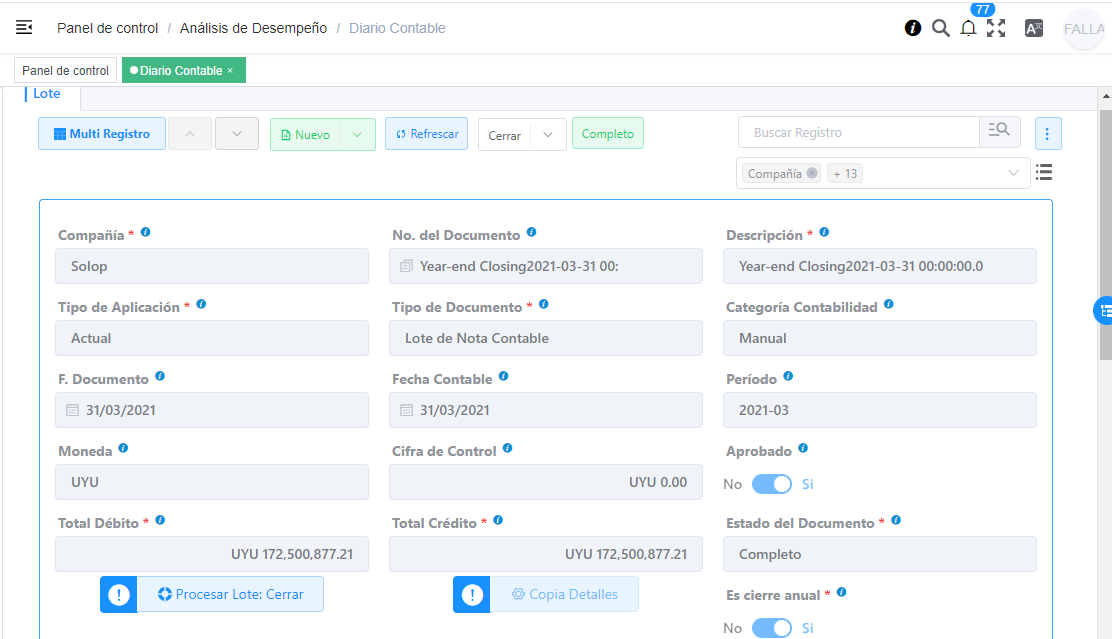 Panel de control / Análisis de Desempeño / Diario Contable
77
FALLA
Panel de control
Diario Contable ×
Lote
Multi Registro
Nuevo
Refrescar
Cerrar
Completo
Buscar Registro
Compañía
+ 13
Compañía *
No. del Documento
Descripción *
Solop
Year-end Closing2021-03-31 00:
Year-end Closing2021-03-31 00:00:00.0
Tipo de Aplicación *
Tipo de Documento *
Categoría Contabilidad
Actual
Lote de Nota Contable
Manual
F. Documento
Fecha Contable
Período
31/03/2021
31/03/2021
2021-03
Moneda
Cifra de Control
Aprobado
UYU
UYU 0.00
No Si
Total Débito *
Total Crédito *
Estado del Documento *
UYU 172,500,877.21
UYU 172,500,877.21
Completo
Procesar Lote: Cerrar
Copia Detalles
Es cierre anual *
No Si